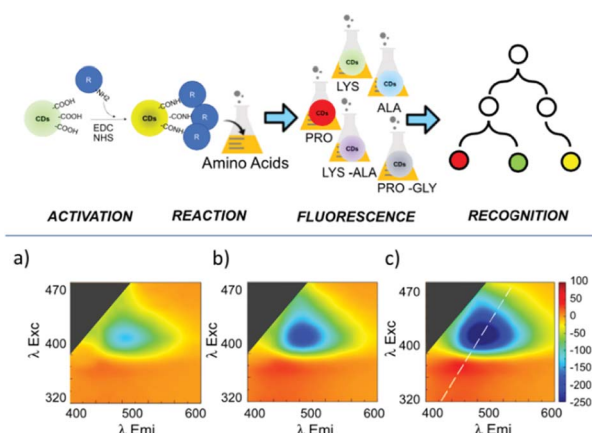 R
NH2
CDs
-COOH
-COOH
-COOH
EDC
NHS
CDs
-CONH
-CONH
-CONH
R
R
R
Amino Acids
CDs
LYS
CDs
ALA
CDs
PRO
CDs
LYS -ALA
CDs
PRO -GLY
ACTIVATION REACTION FLUORESCENCE RECOGNITION
a) b) c)
470
400
320
λ Exc
400 500 600
λ Emi
470
400
320
λ Exc
400 500 600
λ Emi
470
400
320
λ Exc
400 500 600
λ Emi
100
50
0
-50
-100
-150
-200
-250